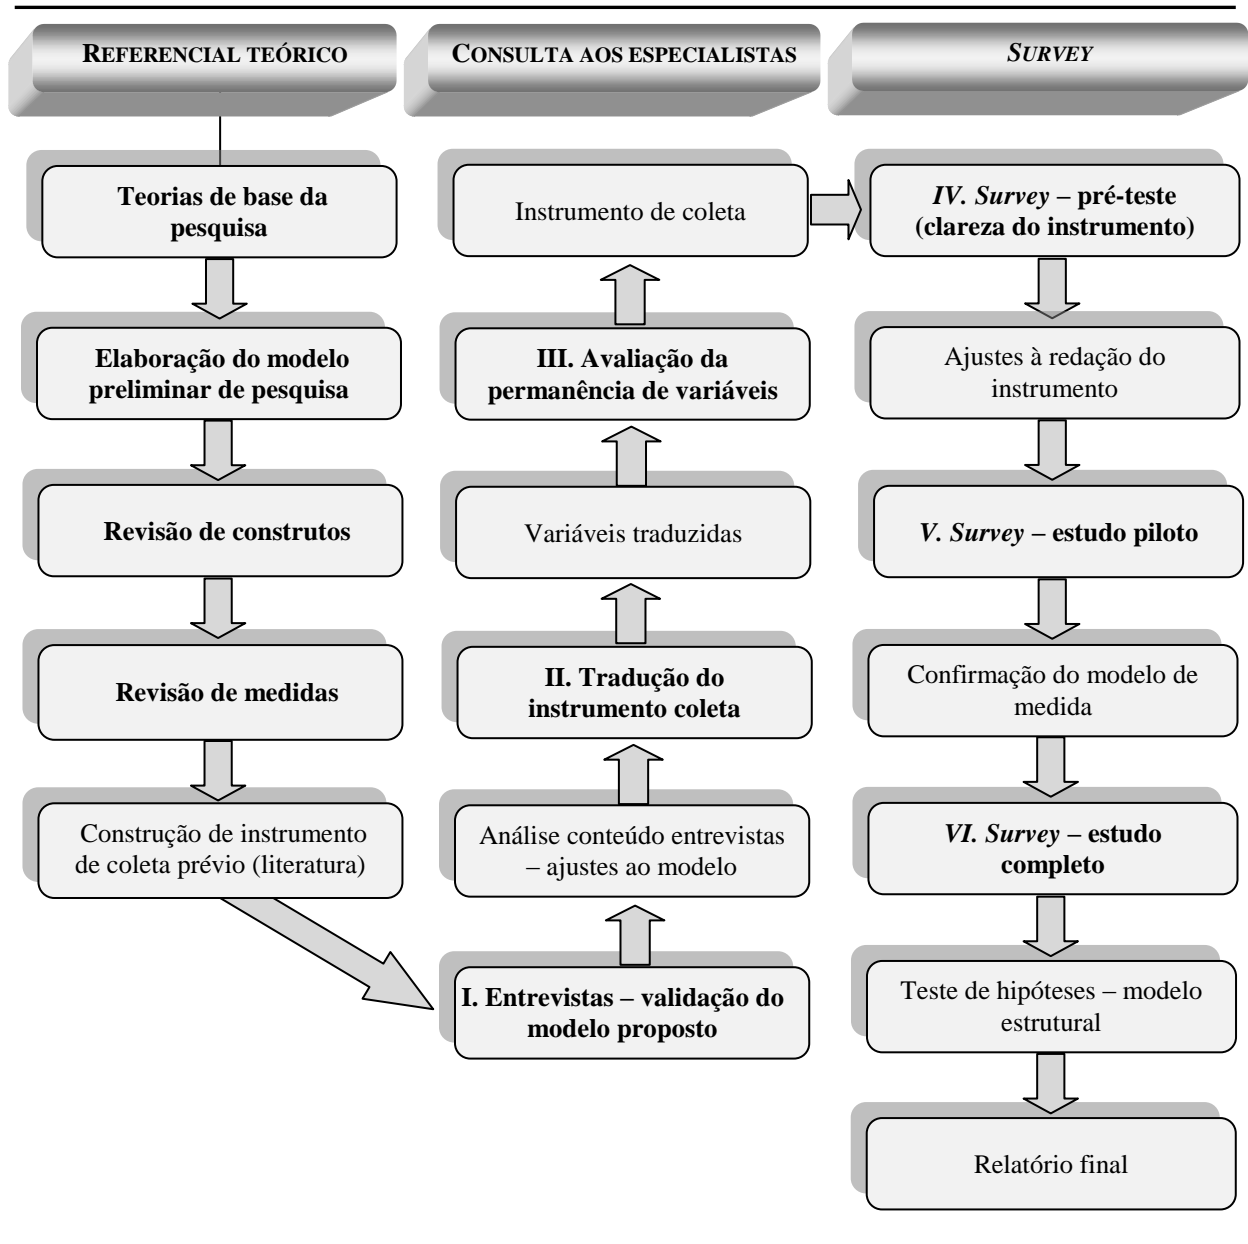 REFERENCIAL TEÓRICO
Teorias de base da
pesquisa
Elaboração do modelo
preliminar de pesquisa
Revisão de construtos
Revisão de medidas
Construção de instrumento
de coleta prévio (literatura)
CONSULTA AOS ESPECIALISTAS
Instrumento de coleta
III. Avaliação da
permanência de variáveis
Variáveis traduzidas
II. Tradução do
instrumento coleta
Análise conteúdo entrevistas
– ajustes ao modelo
I. Entrevistas – validação do
modelo proposto
SURVEY
IV. Survey – pré-teste
(clareza do instrumento)
Ajustes à redação do
instrumento
V. Survey – estudo piloto
Confirmação do modelo de
medida
VI. Survey – estudo
completo
Teste de hipóteses – modelo
estrutural
Relatório final